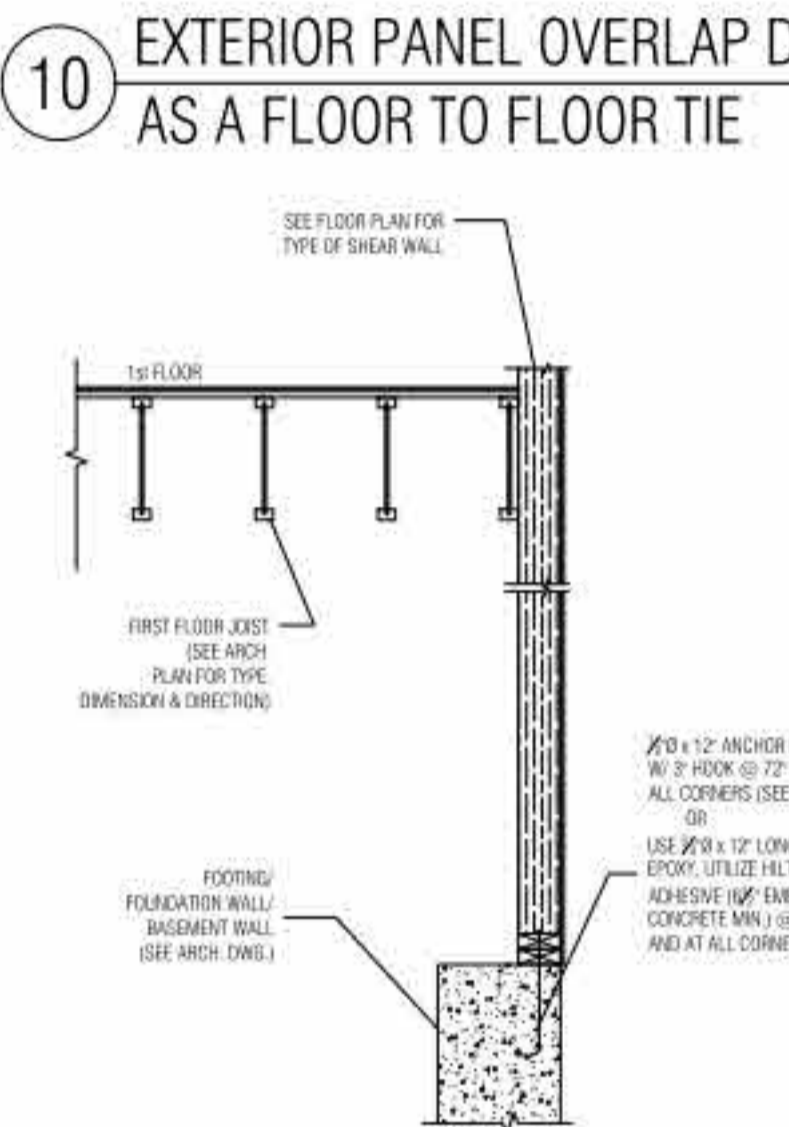 10
EXTERIOR PANEL OVERLAP
AS A FLOOR TO FLOOR TIE
SEE FLOOR PLAN FOR
TYPE OF SHEAR WALL
1st FLOOR
FIRST FLOOR JOIST
(SEE ARCH
PLAN FOR TYPE
DIMENSION & DIRECTION)
x 12" ANCHOR
W/ 3" HOOK @ 72"
ALL CORNERS (SEE
OR
USE x 12" LONG
EPOXY, UTILIZE
ADHESIVE
CONCRETE MIN.) @
AND AT ALL
FOOTING/
FOUNDATION WALL/
BASEMENT WALL
(SEE ARCH. DWG.)